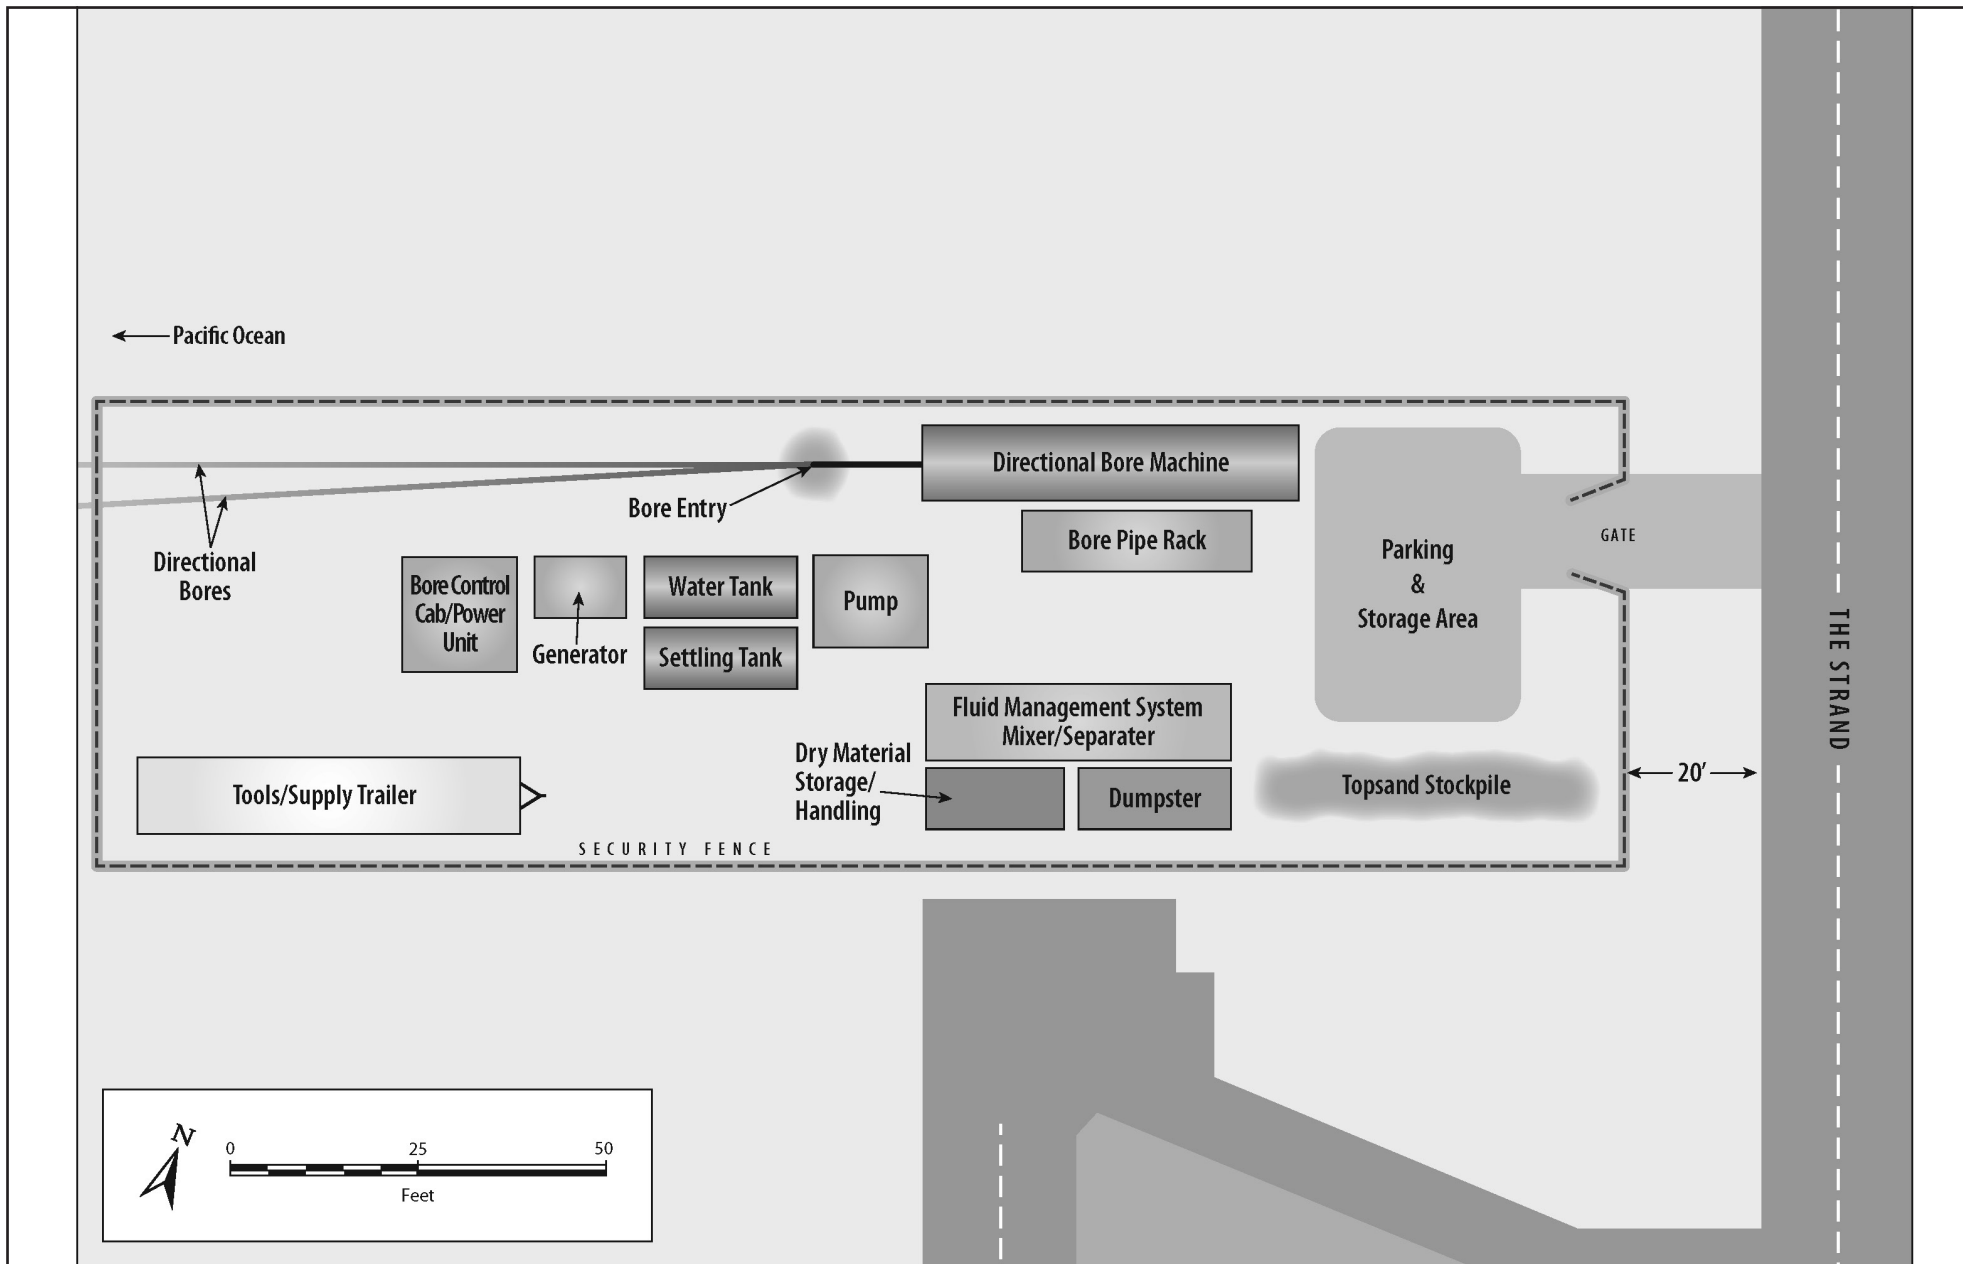 Pacific Ocean
Directional Bore Machine
Bore Entry
Bore Pipe Rack
Directional
Bores
Bore Control
Cab/Power
Unit
Generator
Water Tank
Settling Tank
Pump
Parking
&
Storage Area
GATE
THE STRAND
Fluid Management System
Mixer/Separater
Dry Material
Storage/
Handling
Dumpster
Topsand Stockpile
20'
Tools/Supply Trailer
SECURITY FENCE
N
0 25 50
Feet